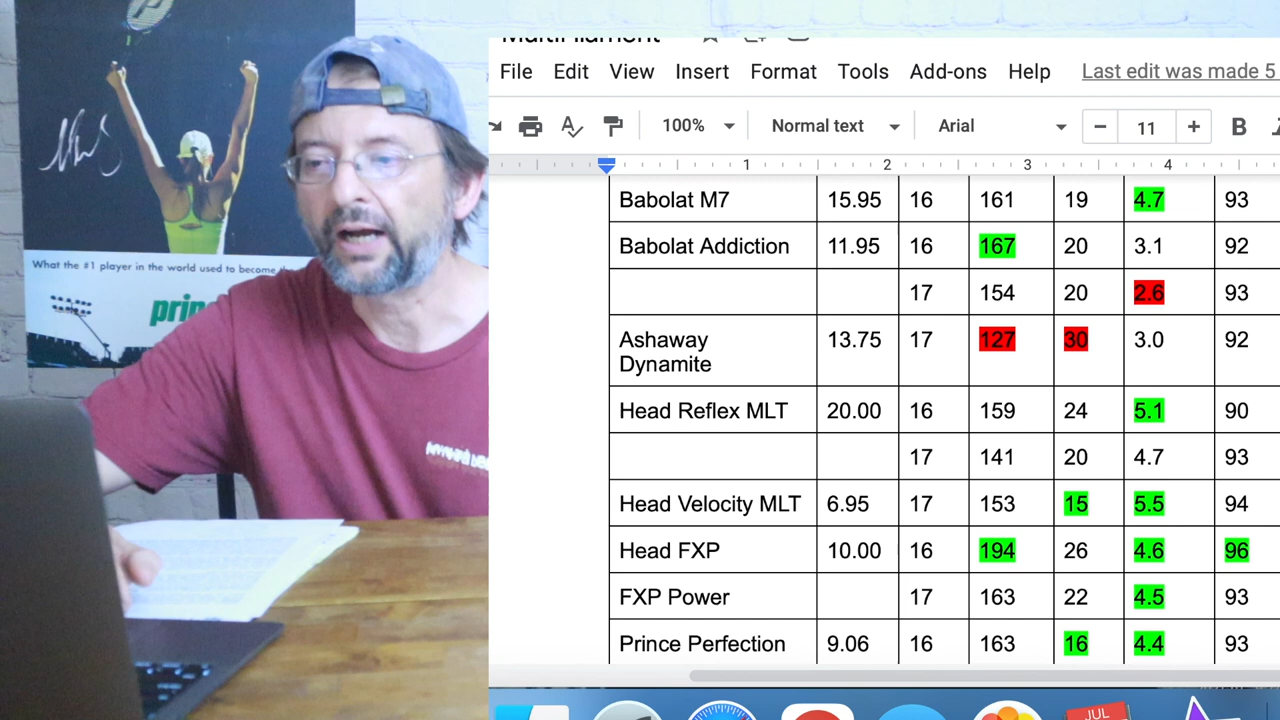 What the #1 player in the world used to become the
prin
File Edit View Insert Format Tools Add-ons Help Last edit was made 5
100% Normal text Arial 11 B
1 2 3 4
Babolat M7 15.95 16 161 19 4.7 93
Babolat Addiction 11.95 16 167 20 3.1 92
17 154 20 2.6 93
Ashaway Dynamite 13.75 17 127 30 3.0 92
Head Reflex MLT 20.00 16 159 24 5.1 90
17 141 20 4.7 93
Head Velocity MLT 6.95 17 153 15 5.5 94
Head FXP 10.00 16 194 26 4.6 96
FXP Power 17 163 22 4.5 93
Prince Perfection 9.06 16 163 16 4.4 93
JUL